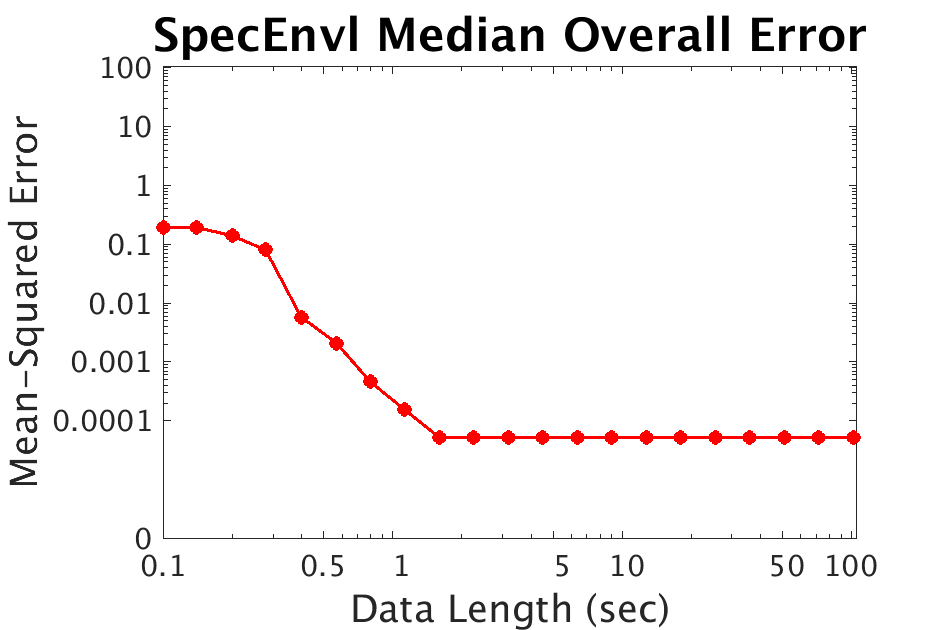 SpecEnvl Median Overall Error
100
10
1
0.1
0.01
0.001
0.0001
0
Mean-Squared Error
0.1 0.5 1 5 10 50 100
Data Length (sec)